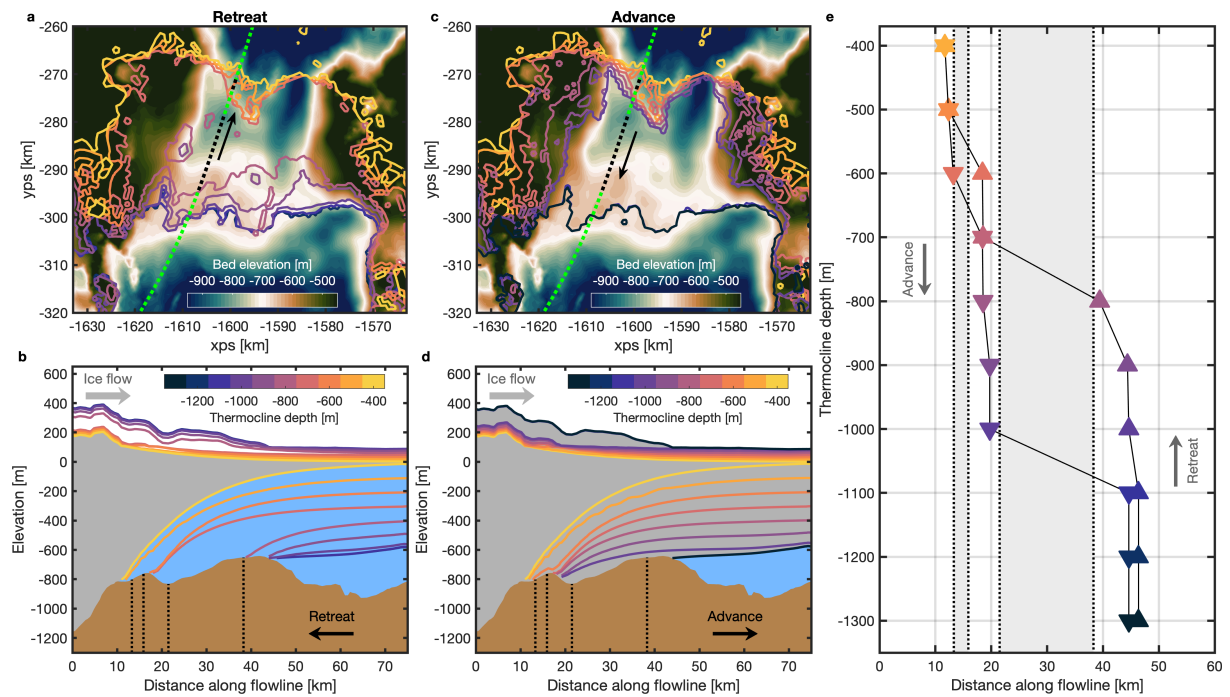 a Retreat
-260
-270
-280
-290
-300
-310
-320
yps [km]
Bed elevation [m]
-900 -800 -700 -600 -500
-1630 -1620 -1610 -1600 -1590 -1580 -1570
xps [km]
c Advance
-260
-270
-280
-290
-300
-310
-320
yps [km]
Bed elevation [m]
-900 -800 -700 -600 -500
-1630 -1620 -1610 -1600 -1590 -1580 -1570
xps [km]
b
600
400
200
0
-200
-400
-600
-800
-1000
-1200
Elevation [m]
Ice flow
-1200 -1000 -800 -600 -400
Thermocline depth [m]
Retreat
0 10 20 30 40 50 60 70
Distance along flowline [km]
d
600
400
200
0
-200
-400
-600
-800
-1000
-1200
Elevation [m]
Ice flow
-1200 -1000 -800 -600 -400
Thermocline depth [m]
Advance
0 10 20 30 40 50 60 70
Distance along flowline [km]
e
-400
-500
-600
-700
-800
-900
-1000
-1100
-1200
-1300
Thermocline depth [m]
Advance
Retreat
0 10 20 30 40 50 60
Distance along flowline [km]